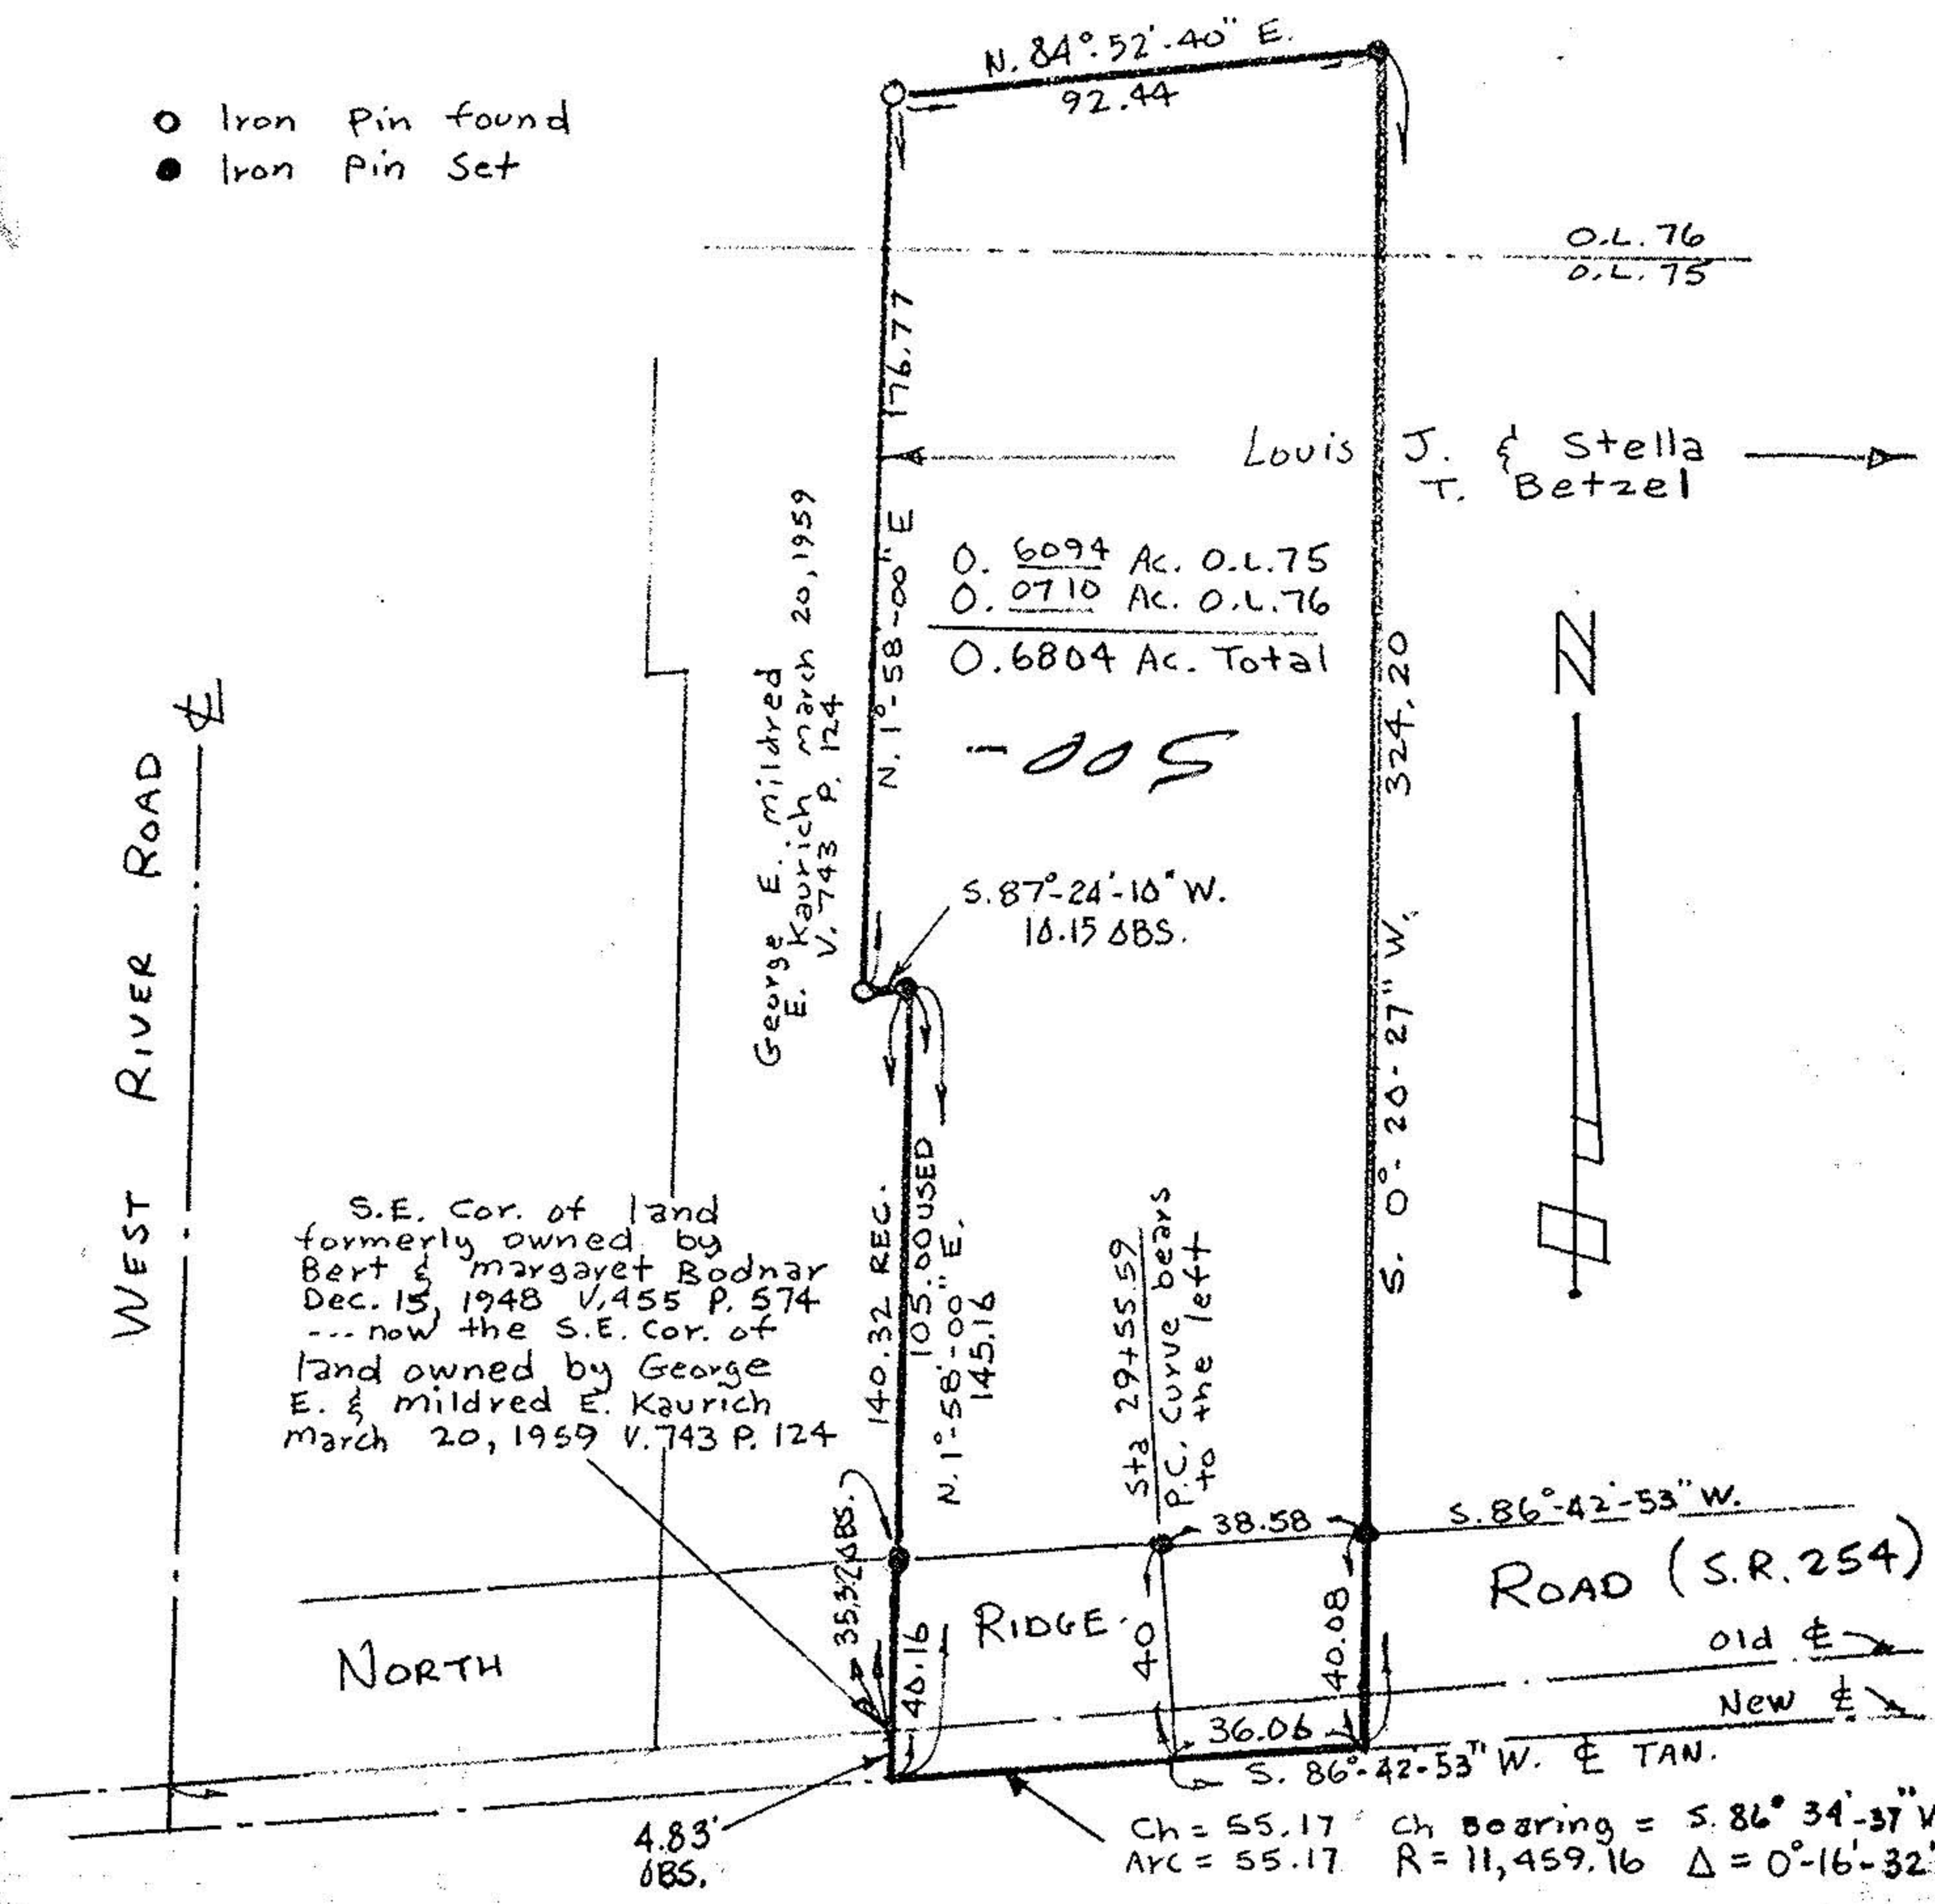 N. 84°-52'-40" E.
92.44
O Iron Pin found
● Iron Pin Set
O.L. 76
O.L. 75
N. 1°-58'-00" E 176.77
Louis J. & Stella
T. Betzel
0.6094 Ac. O.L.75
0.0710 Ac. O.L.76
0.6804 Ac. Total
-005
N
S. 0°-20-27" W. 324.20
George E. mildred
E. Kaurich march 20, 1959
V. 743 P. 124
S.87°-24'-10" W.
10.15 OBS.
WEST RIVER ROAD ℄
S.E. Cor. of land
formerly owned by
Bert & margaret Bodnar
Dec. 15, 1948 V.455 P. 574
--- now the S.E. Cor. of
land owned by George
E. & mildred E. Kaurich
March 20, 1959 V. 743 P. 124
140.32 REC.
105.00 USED
N. 1°-58'-00" E.
145.16
Sta 29+55.59
P.C. Curve bears
to the left
35.32 OBS.
38.58
S. 86°-42'-53" W.
NORTH RIDGE ROAD (S.R. 254)
40.16
40
40.08
Old ℄
New ℄
36.06
S. 86°-42'-53" W. ℄ TAN.
4.83'
OBS.
Ch = 55.17' Ch Bearing = S. 86° 34'-37" W
Arc = 55.17 R = 11,459.16 Δ = 0°-16'-32"